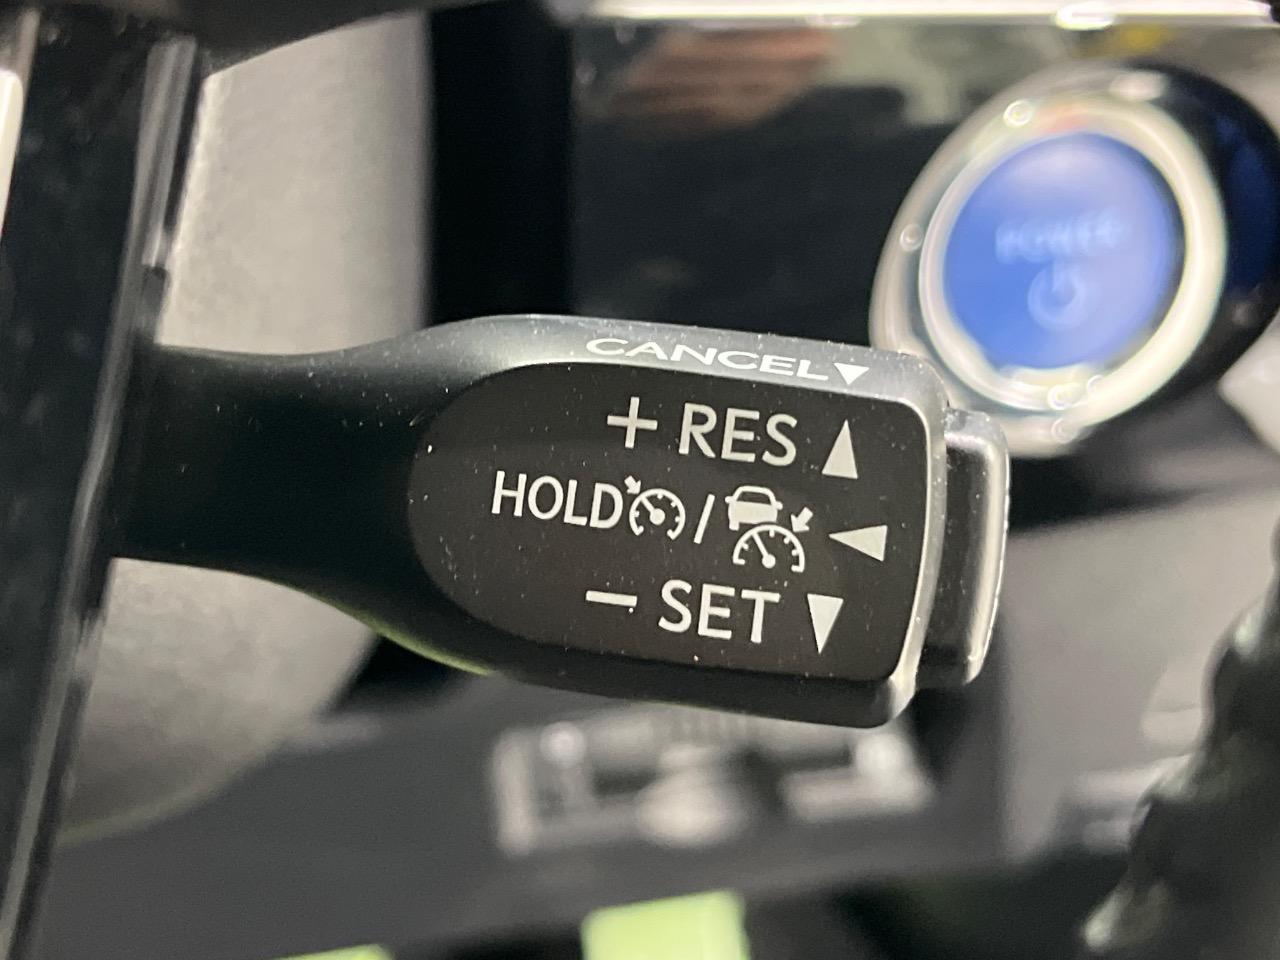 CANCEL▼
+ RES ▲
HOLD / ◀
− SET ▼
POWER